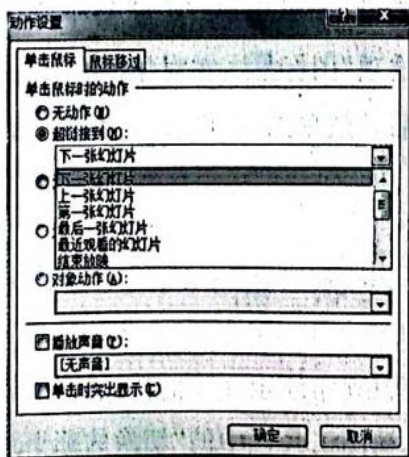 动作设置
? X
单击鼠标 鼠标移过
单击鼠标时的动作
无动作(N)
超链接到(H):
下一张幻灯片
下一张幻灯片
上一张幻灯片
第一张幻灯片
最后一张幻灯片
最近观看的幻灯片
结束放映
对象动作(A):
播放声音(P):
[无声音]
单击时突出显示(C)
确定 取消